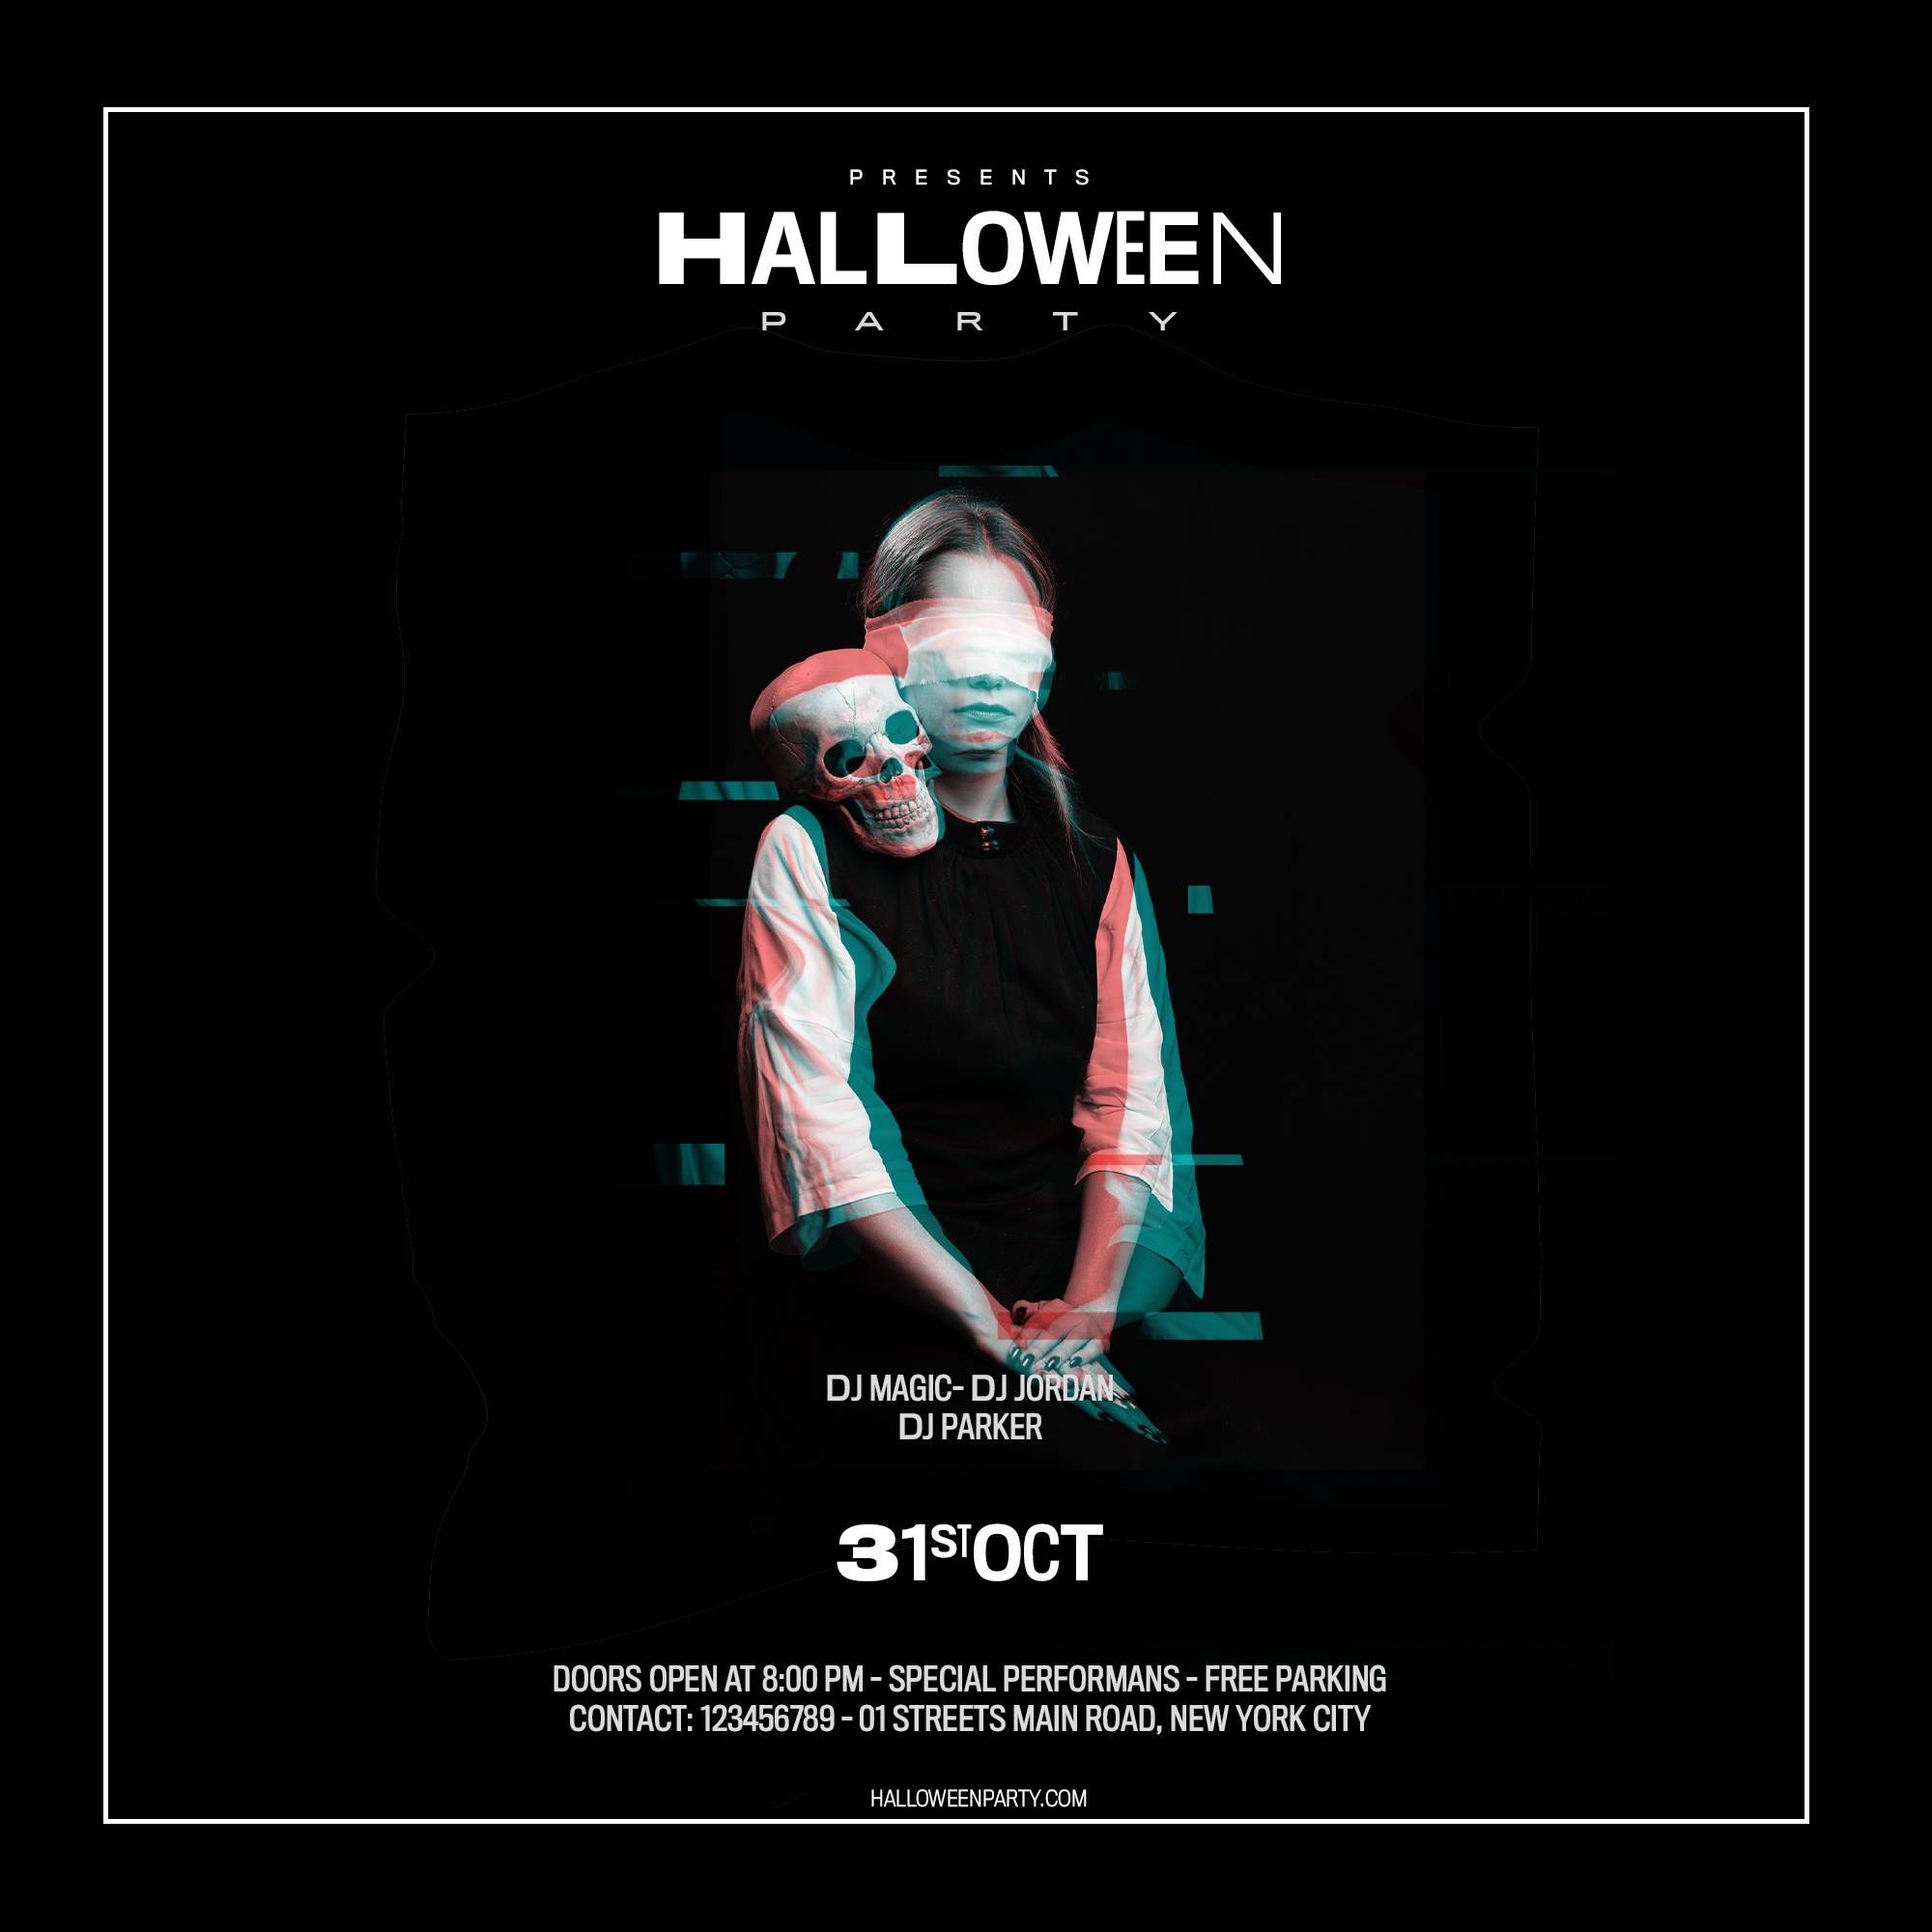 PRESENTS
HALLOWEEN
PARTY
DJ MAGIC- DJ JORDAN
DJ PARKER
31ST OCT
DOORS OPEN AT 8:00 PM - SPECIAL PERFORMANS - FREE PARKING
CONTACT: 123456789 - 01 STREETS MAIN ROAD, NEW YORK CITY
HALLOWEENPARTY.COM